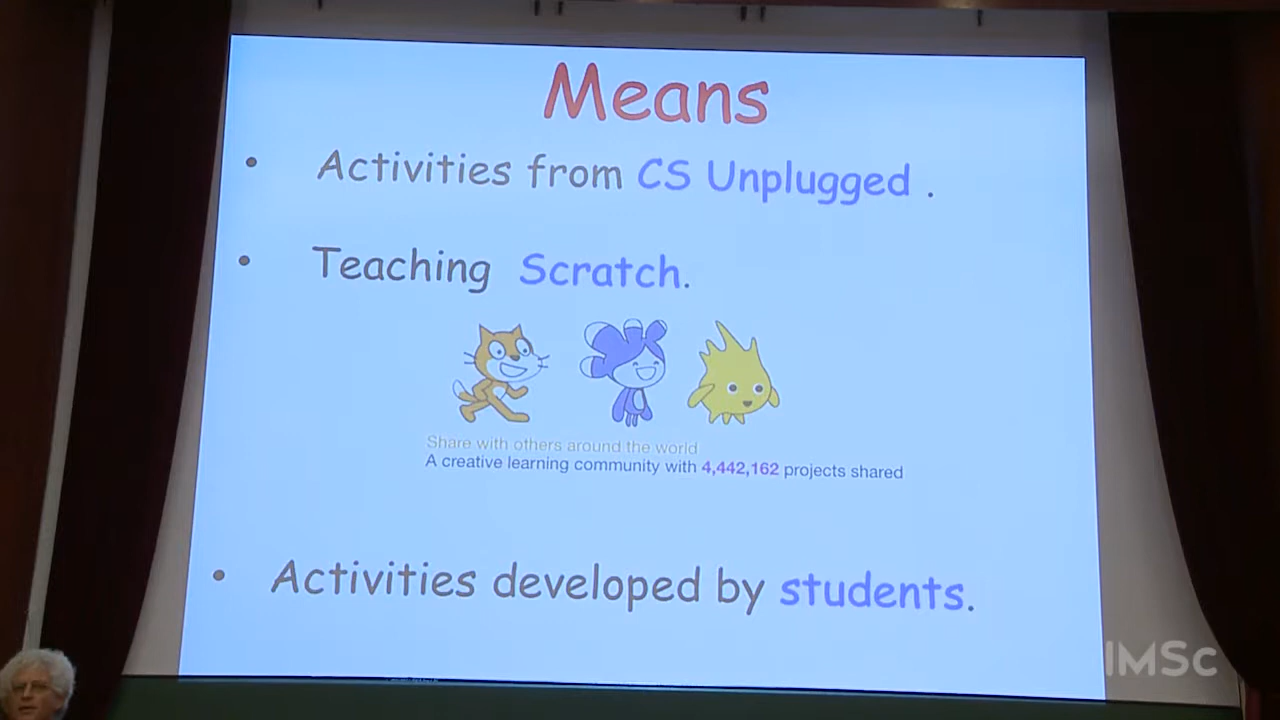 Means
• Activities from CS Unplugged .
• Teaching Scratch.
Share with others around the world
A creative learning community with 4,442,162 projects shared
• Activities developed by students.
IMSc